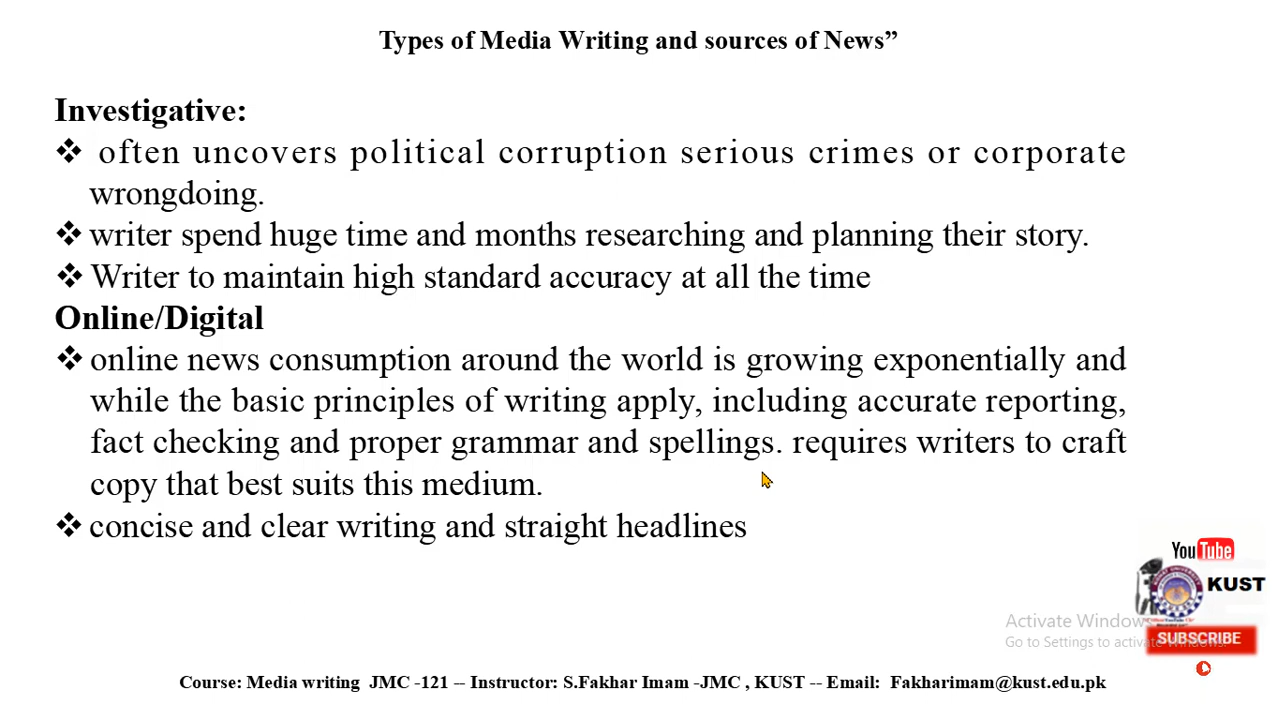 Types of Media Writing and sources of News”
Investigative:
❖ often uncovers political corruption serious crimes or corporate
wrongdoing.
❖ writer spend huge time and months researching and planning their story.
❖ Writer to maintain high standard accuracy at all the time
Online/Digital
❖ online news consumption around the world is growing exponentially and
while the basic principles of writing apply, including accurate reporting,
fact checking and proper grammar and spellings. requires writers to craft
copy that best suits this medium.
❖ concise and clear writing and straight headlines
YouTube
KUST
Activate Windows
Go to Settings to activate Windows.
SUBSCRIBE
Course: Media writing JMC -121 -- Instructor: S.Fakhar Imam -JMC , KUST -- Email: Fakharimam@kust.edu.pk